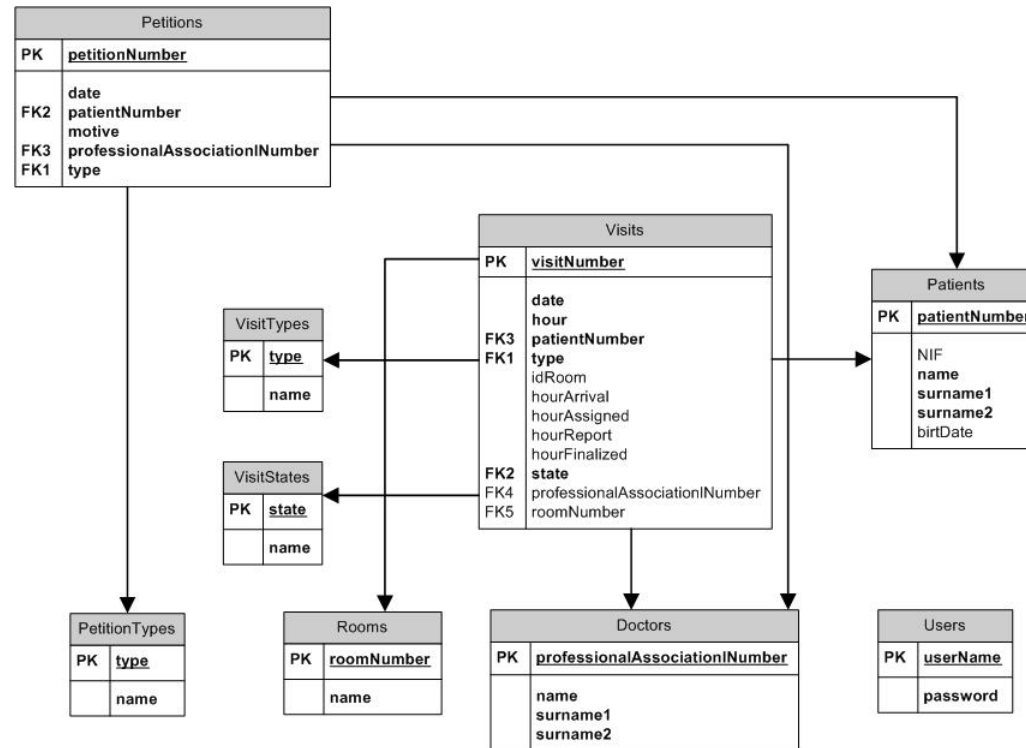 Petitions
PK petitionNumber
date
FK2 patientNumber
motive
FK3 professionalAssociationlNumber
FK1 type
Visits
PK visitNumber
date
hour
FK3 patientNumber
FK1 type
idRoom
hourArrival
hourAssigned
hourReport
hourFinalized
FK2 state
FK4 professionalAssociationlNumber
FK5 roomNumber
Patients
PK patientNumber
NIF
name
surname1
surname2
birtDate
VisitTypes
PK type
name
VisitStates
PK state
name
PetitionTypes
PK type
name
Rooms
PK roomNumber
name
Doctors
PK professionalAssociationlNumber
name
surname1
surname2
Users
PK userName
password